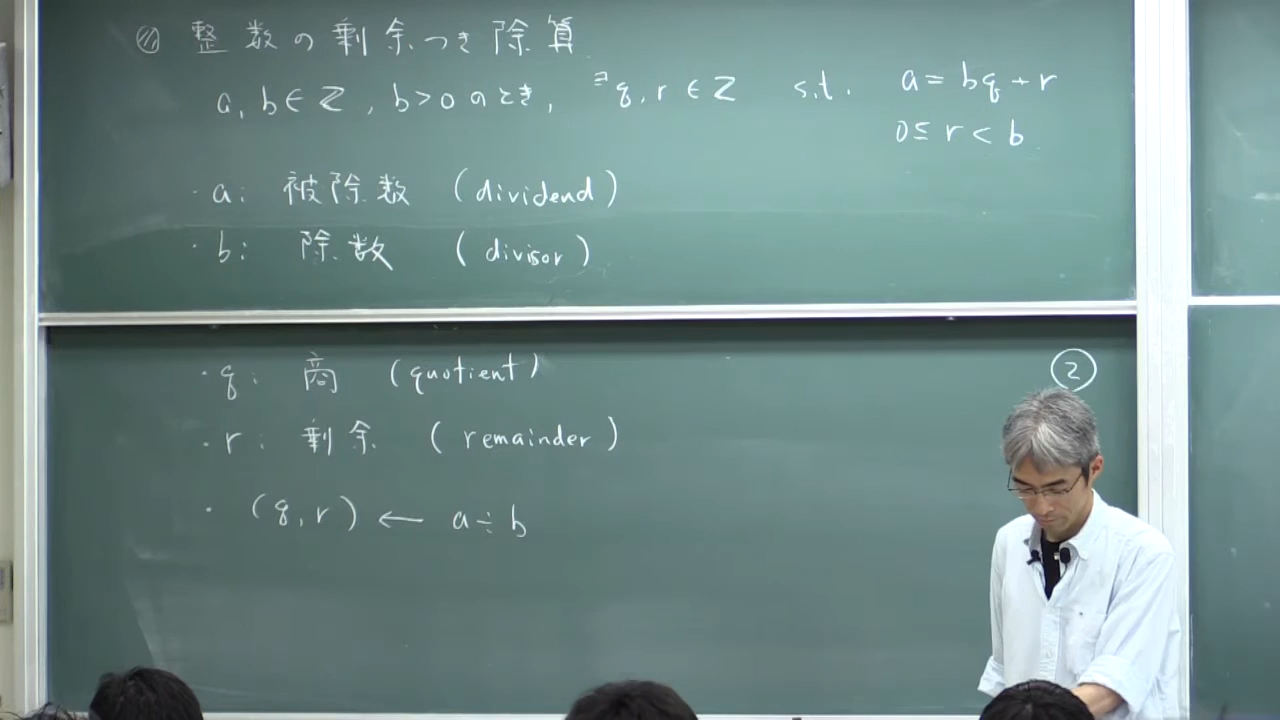 整数の剰余つき除算
a, b ∈ ℤ, b > 0 のとき, ∃q, r ∈ ℤ s.t. a = bq + r
0 ≤ r < b
・a: 被除数 (dividend)
・b: 除数 (divisor)
・q: 商 (quotient)
②
・r: 剰余 (remainder)
・(q, r) ← a ÷ b